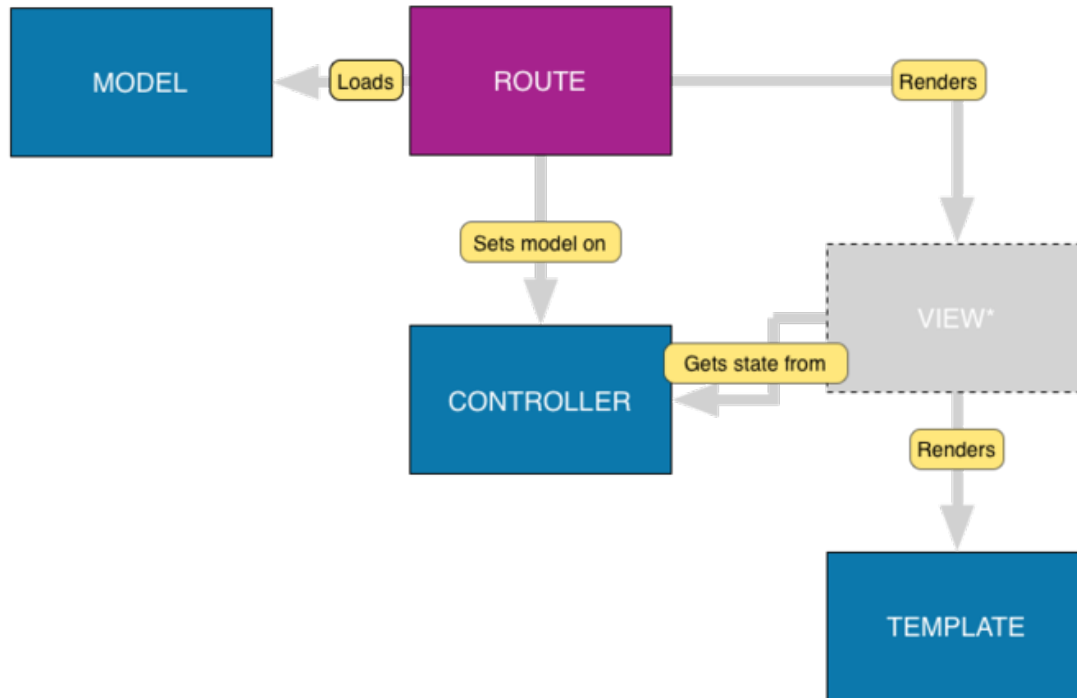 MODEL
Loads
ROUTE
Renders
Sets model on
VIEW*
Gets state from
CONTROLLER
Renders
TEMPLATE